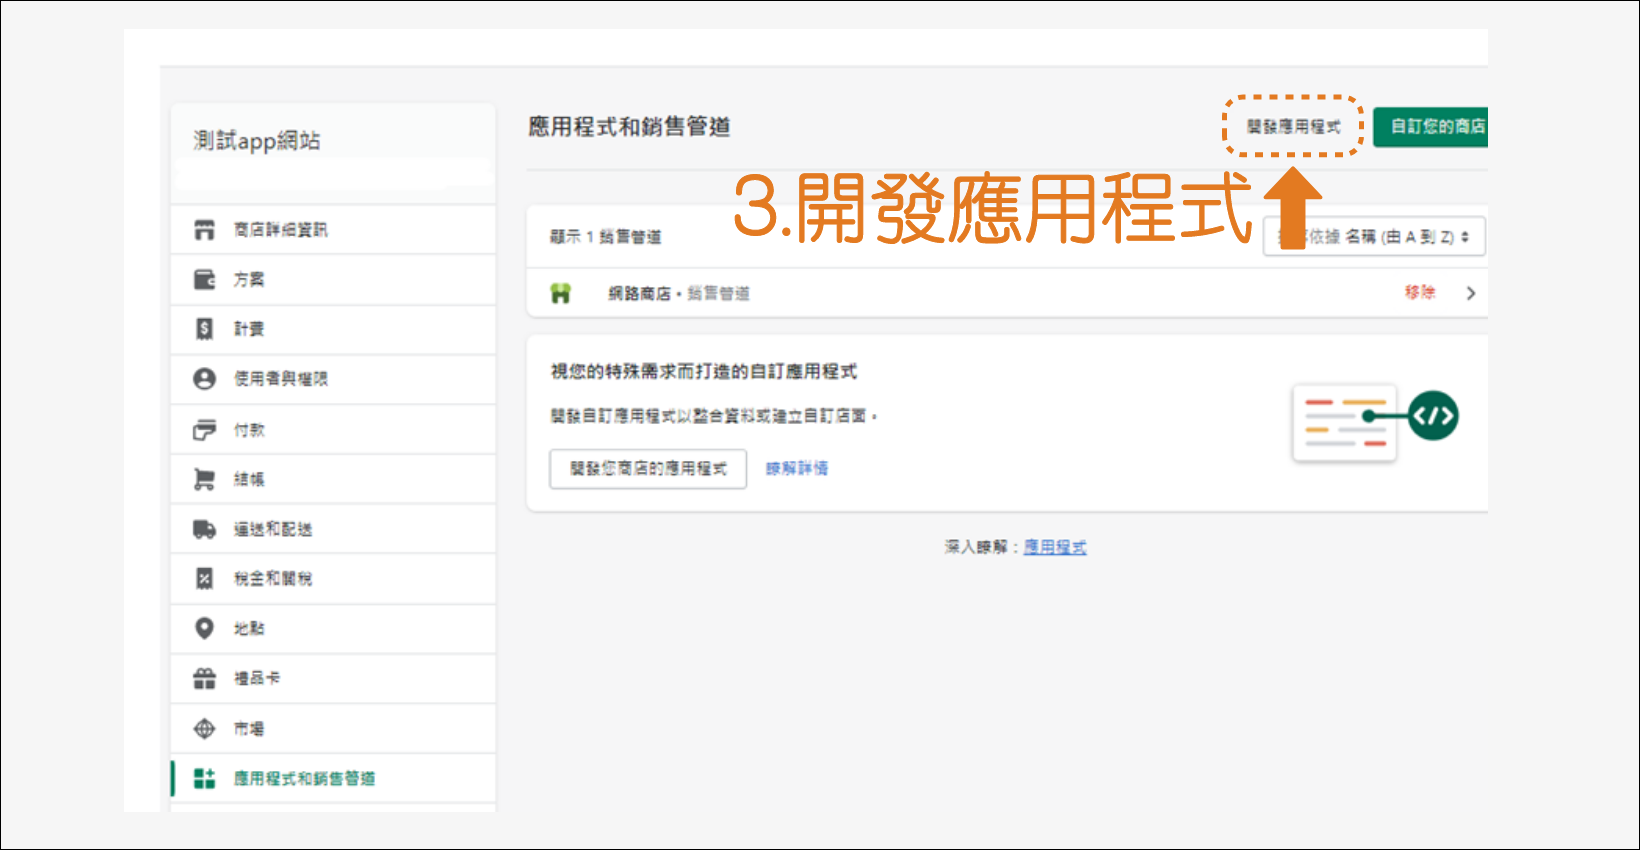 測試app網站
商店詳細資訊
方案
計費
使用者與權限
付款
結帳
運送和配送
稅金和關稅
地點
禮品卡
市場
應用程式和銷售管道
應用程式和銷售管道
開發應用程式
自訂您的商店
3.開發應用程式
顯示 1 銷售管道
依據 名稱 (由 A 到 Z)
網路商店 • 銷售管道
移除
視您的特殊需求而打造的自訂應用程式
開發自訂應用程式以整合資料或建立自訂店面。
開發您商店的應用程式
瞭解詳情
深入瞭解：應用程式